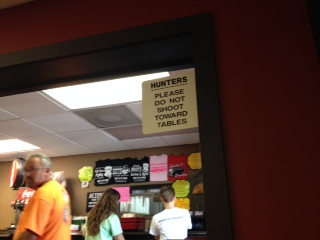 HUNTERS
PLEASE
DO NOT
SHOOT
TOWARD
TABLES